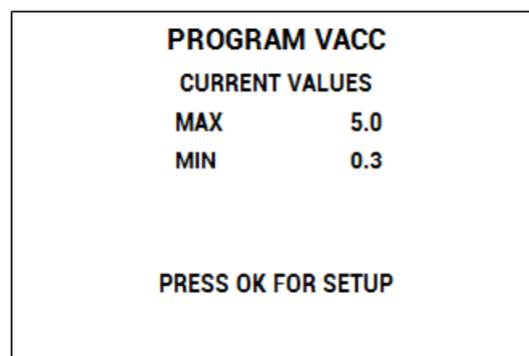 PROGRAM VACC
CURRENT VALUES
MAX 5.0
MIN 0.3
PRESS OK FOR SETUP